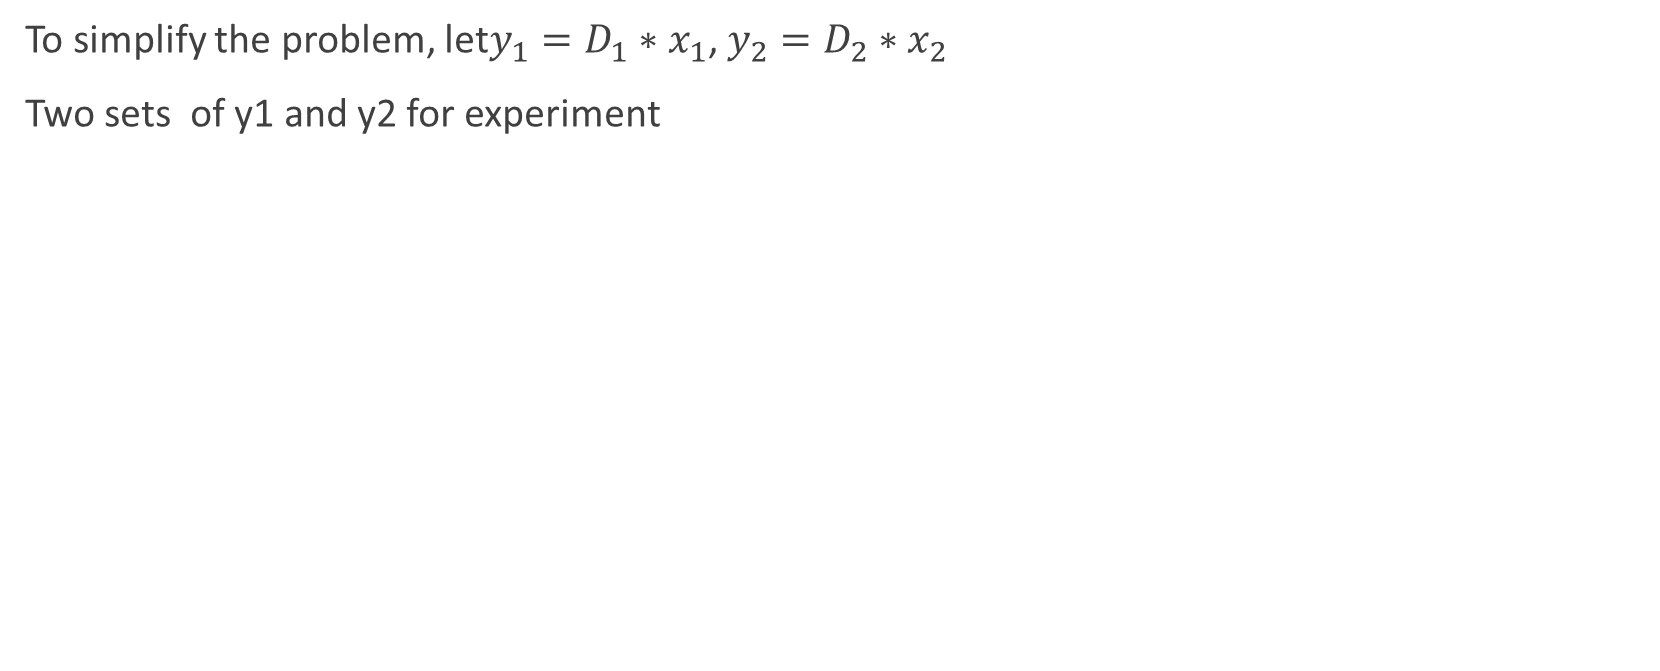 To simplify the problem, let𝑦₁ = 𝐷₁ ∗ 𝑥₁, 𝑦₂ = 𝐷₂ ∗ 𝑥₂
Two sets  of y1 and y2 for experiment